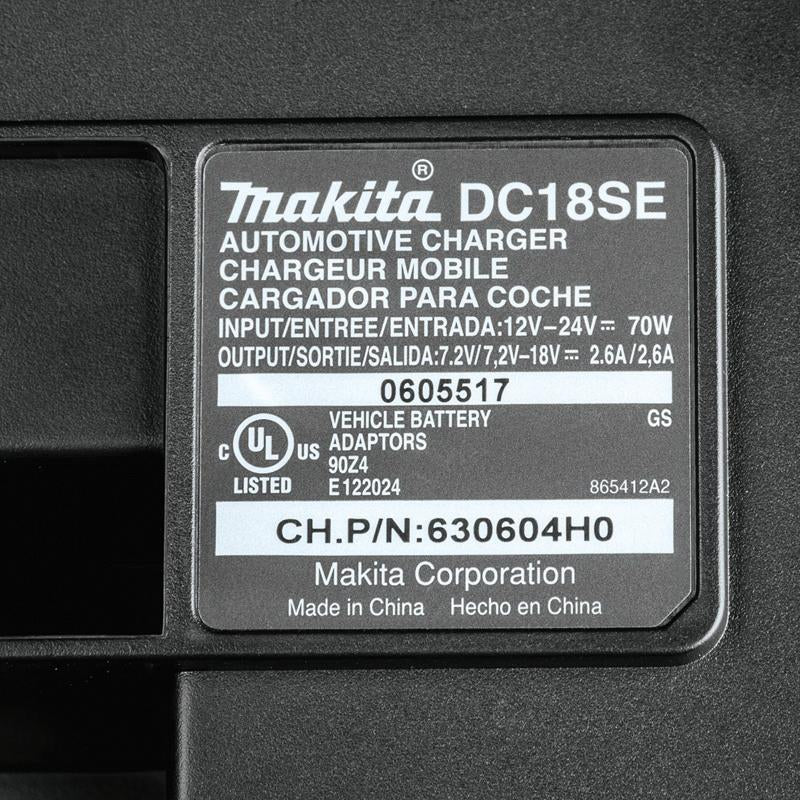 Makita® DC18SE
AUTOMOTIVE CHARGER
CHARGEUR MOBILE
CARGADOR PARA COCHE
INPUT/ENTREE/ENTRADA:12V–24V⎓ 70W
OUTPUT/SORTIE/SALIDA:7.2V/7,2V–18V⎓ 2.6A/2,6A
0605517
VEHICLE BATTERY GS
ADAPTORS
C UL US
90Z4
LISTED E122024 865412A2
CH.P/N:630604H0
Makita Corporation
Made in China Hecho en China